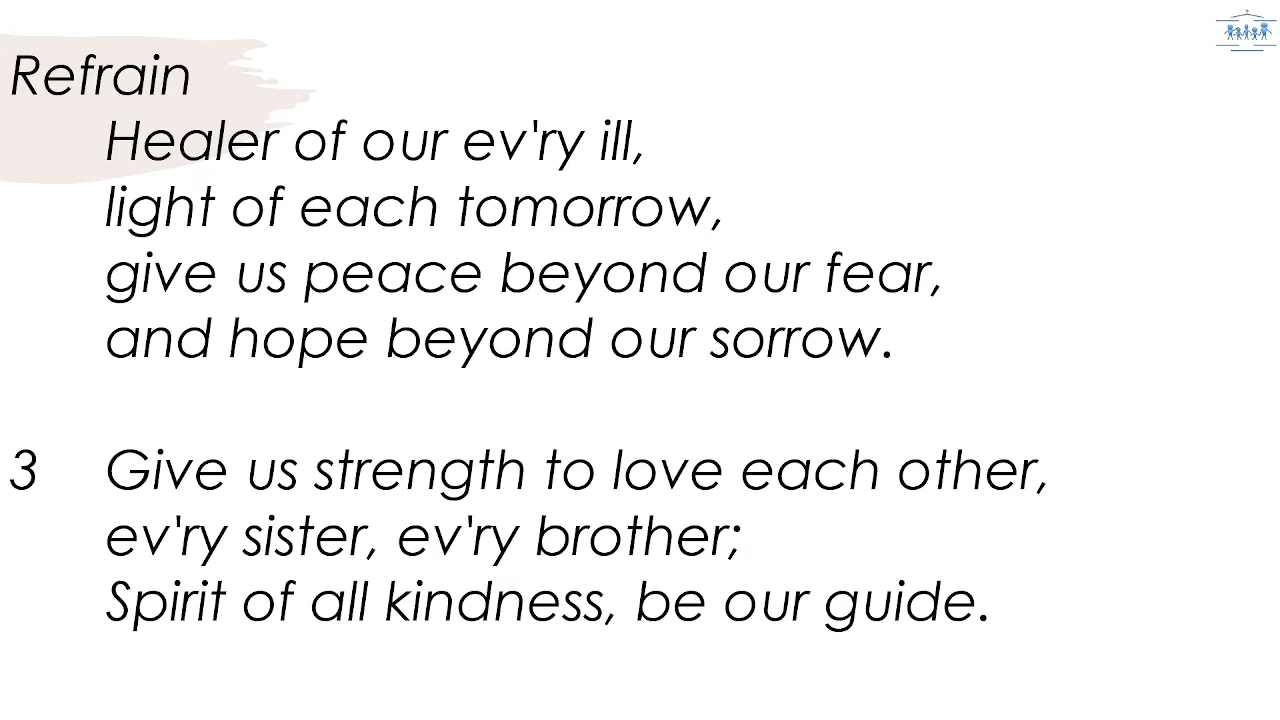 Refrain
Healer of our ev'ry ill,
light of each tomorrow,
give us peace beyond our fear,
and hope beyond our sorrow.
3 Give us strength to love each other,
ev'ry sister, ev'ry brother;
Spirit of all kindness, be our guide.